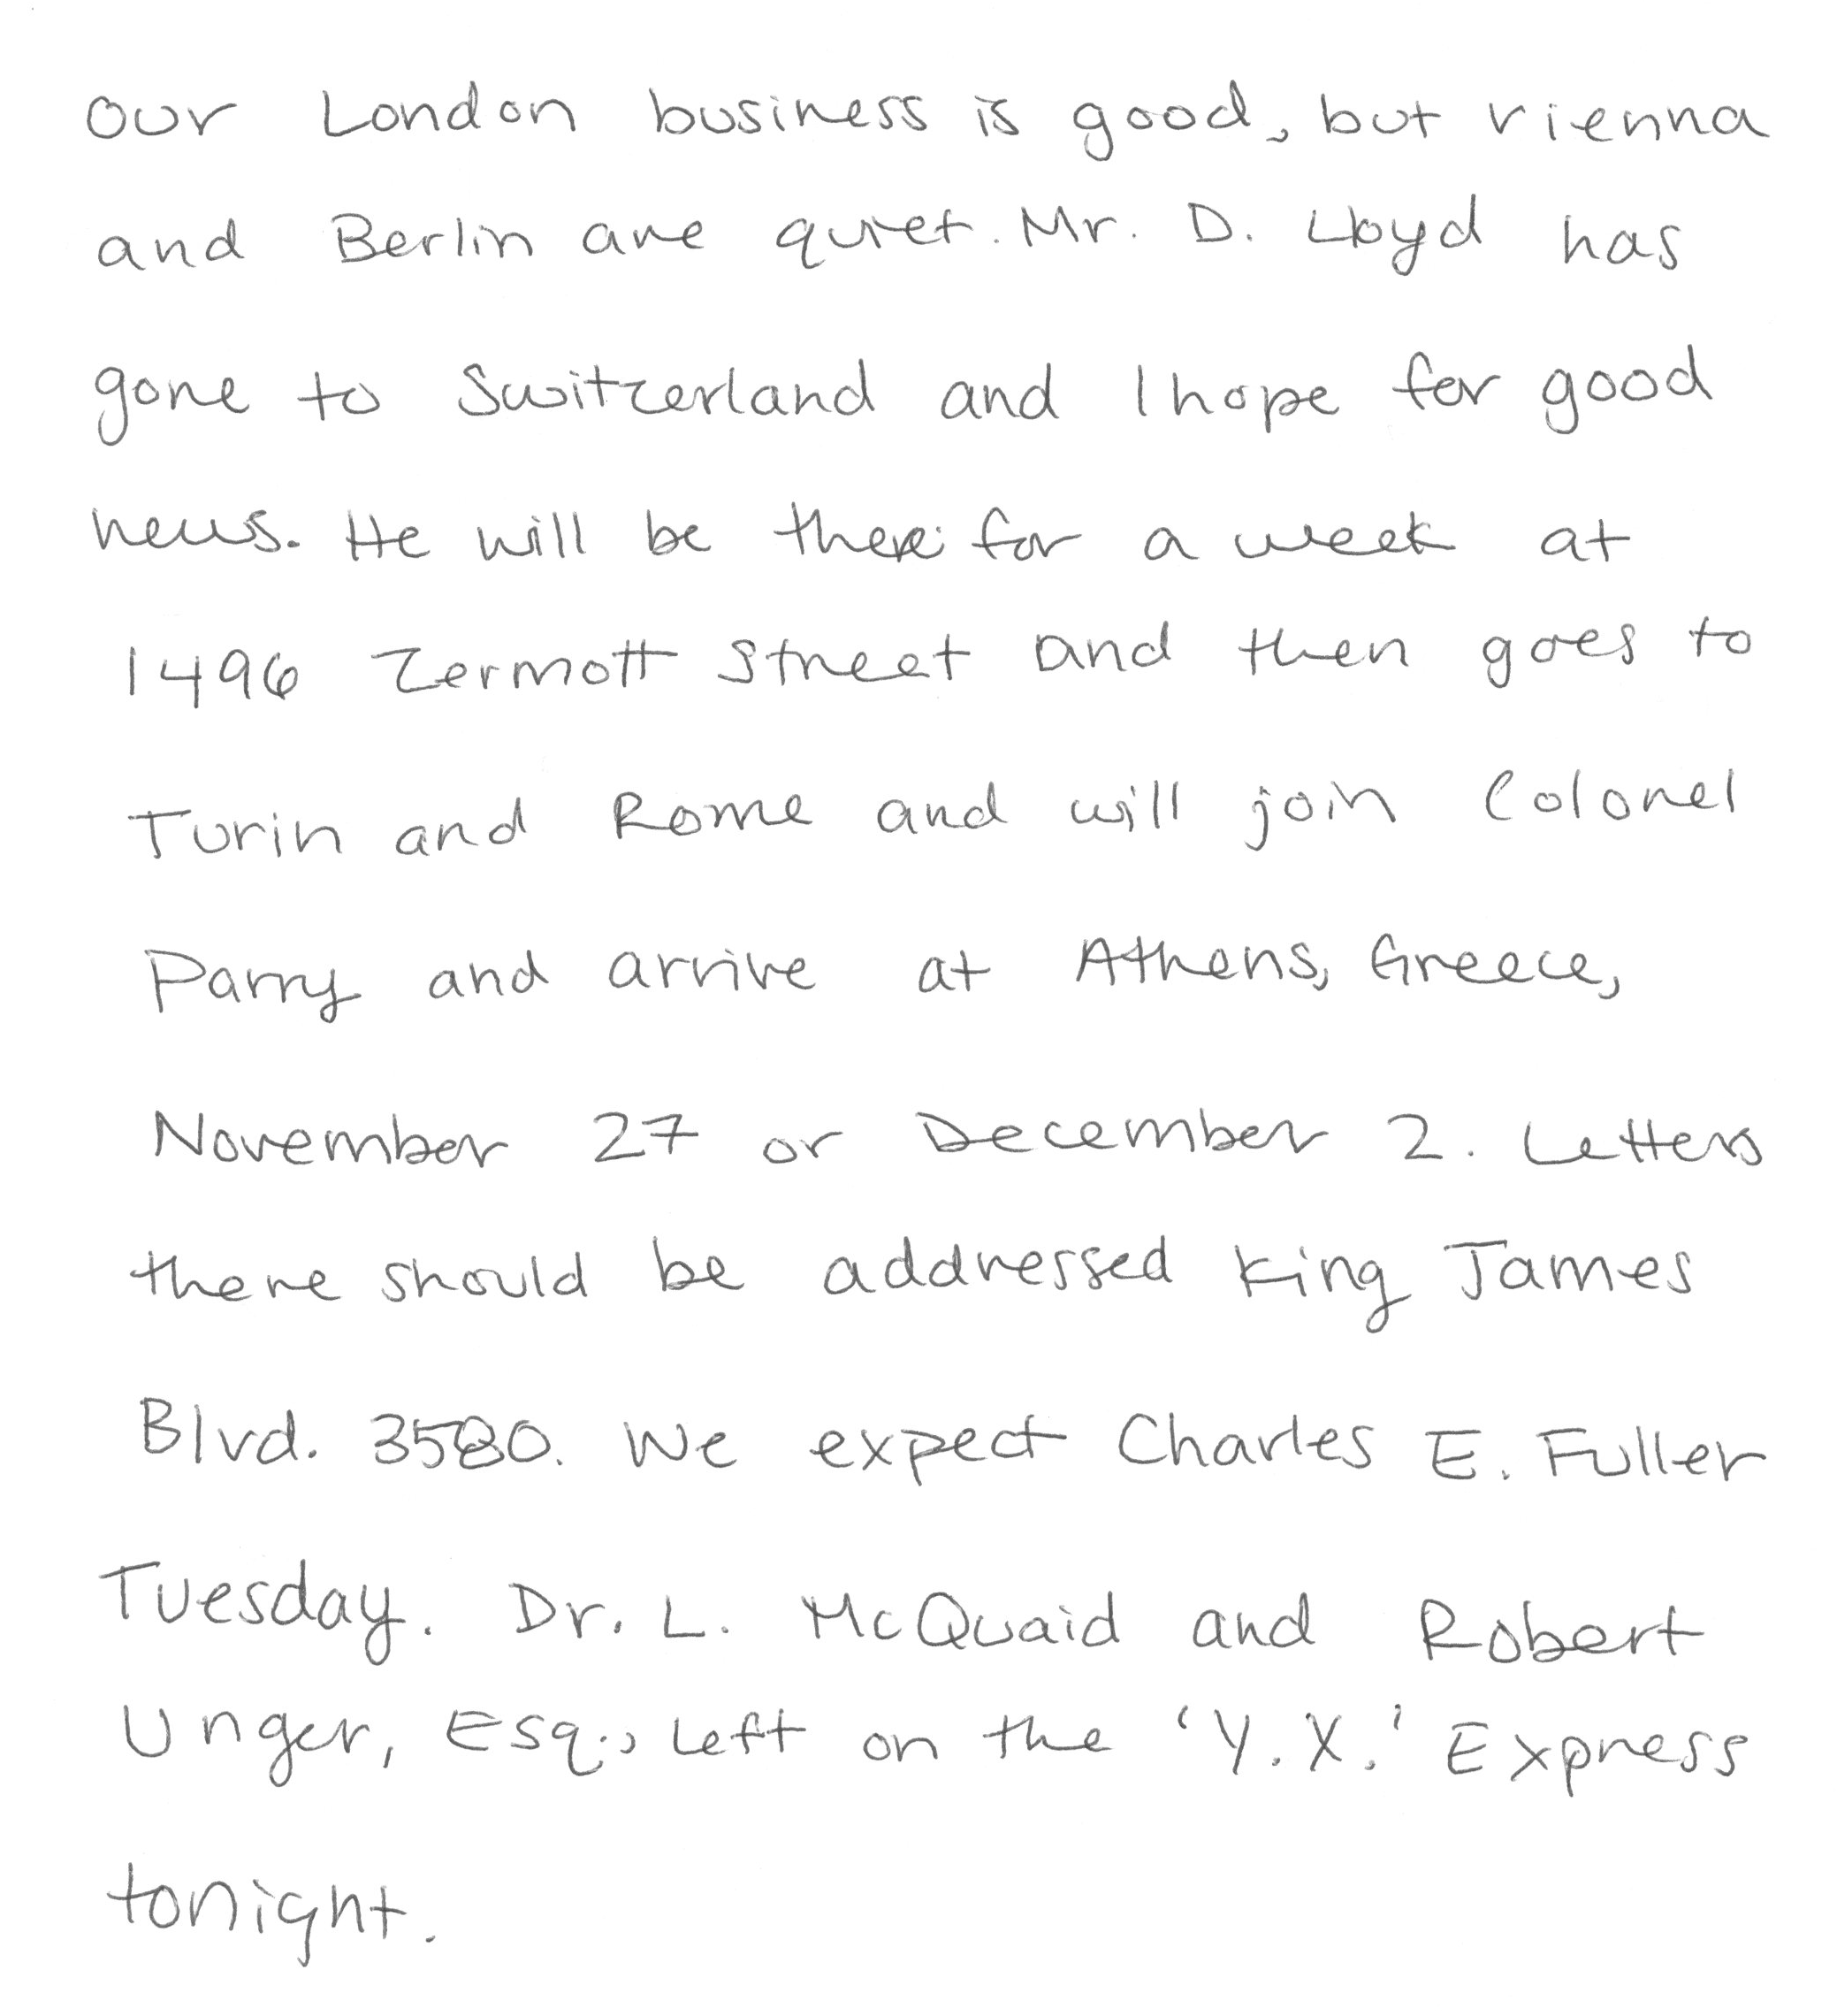 Our London business is good, but Vienna
and Berlin are quiet. Mr. D. Lloyd has
gone to Switzerland and I hope for good
news. He will be there for a week at
1496 Zermott Street and then goes to
Turin and Rome and will join Colonel
Parry and arrive at Athens, Greece,
November 27 or December 2. Letters
there should be addressed King James
Blvd. 3580. We expect Charles E. Fuller
Tuesday. Dr. L. McQuaid and Robert
Unger, Esq., Left on the 'Y.X.' Express
tonight.